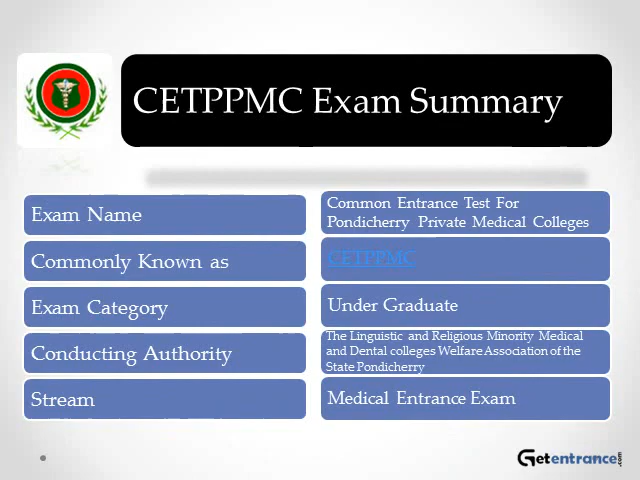 CETPPMC Exam Summary
Exam Name
Common Entrance Test For
Pondicherry Private Medical Colleges
Commonly Known as
CETPPMC
Exam Category
Under Graduate
Conducting Authority
The Linguistic and Religious Minority Medical
and Dental colleges Welfare Association of the
State Pondicherry
Stream
Medical Entrance Exam
Getentrance.com